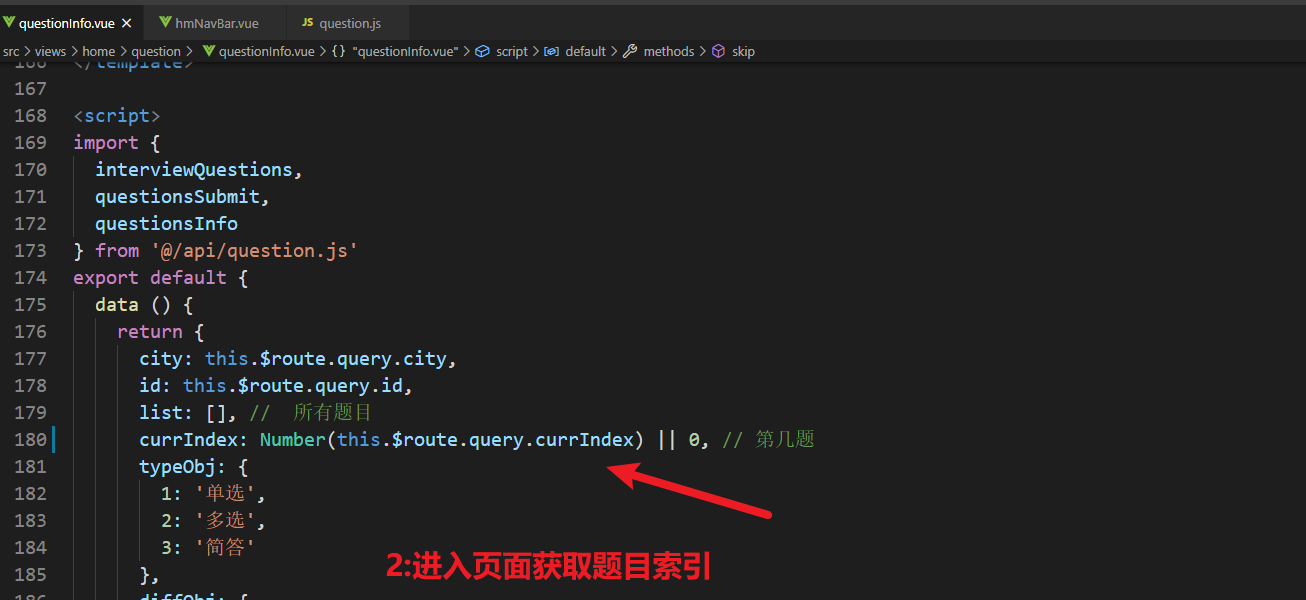 questionInfo.vue × hmNavBar.vue JS question.js
src > views > home > question > questionInfo.vue > {} "questionInfo.vue" > script > default > methods > skip
166 </template>
167
168 <script>
169 import {
170 interviewQuestions,
171 questionsSubmit,
172 questionsInfo
173 } from '@/api/question.js'
174 export default {
175 data () {
176 return {
177 city: this.$route.query.city,
178 id: this.$route.query.id,
179 list: [], // 所有题目
180 currIndex: Number(this.$route.query.currIndex) || 0, // 第几题
181 typeObj: {
182 1: '单选',
183 2: '多选',
184 3: '简答'
2:进入页面获取题目索引
185 },
186 diffObj: {